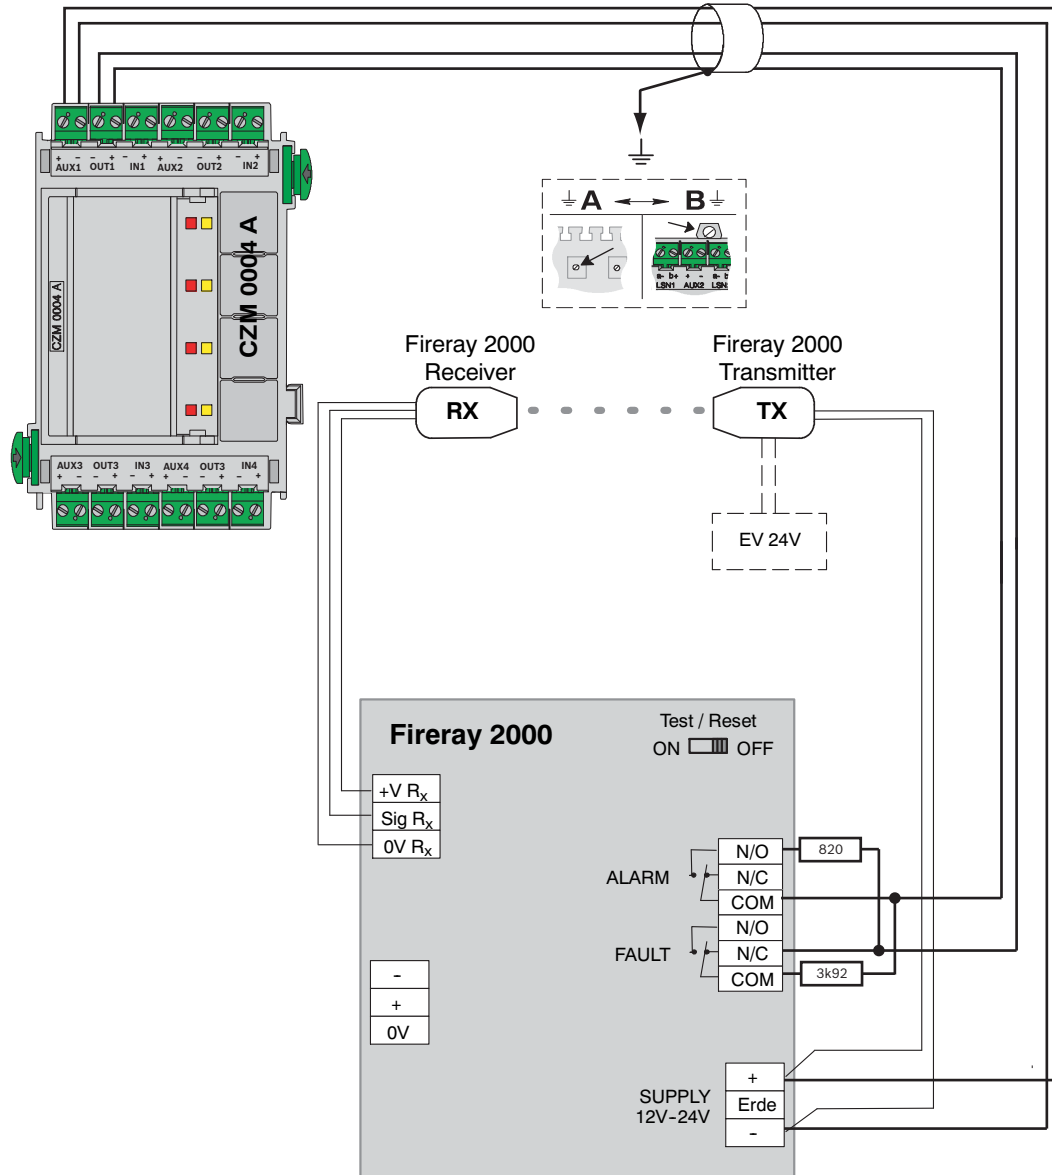 + - - + - + + - - + - +
AUX1 OUT1 IN1 AUX2 OUT2 IN2
CZM 0004 A
CZM 0004 A
AUX3 OUT3 IN3 AUX4 OUT3 IN4
+ - - + - + + - - + - +
A B
a- b+ + - a-
LSN1 AUX2
Fireray 2000
Receiver
RX
Fireray 2000
Transmitter
TX
EV 24V
Fireray 2000
Test / Reset
ON OFF
+V Rx
Sig Rx
0V Rx
ALARM
N/O
N/C
COM
820
FAULT
N/O
N/C
COM
3k92
-
+
0V
SUPPLY
12V-24V
+
Erde
-